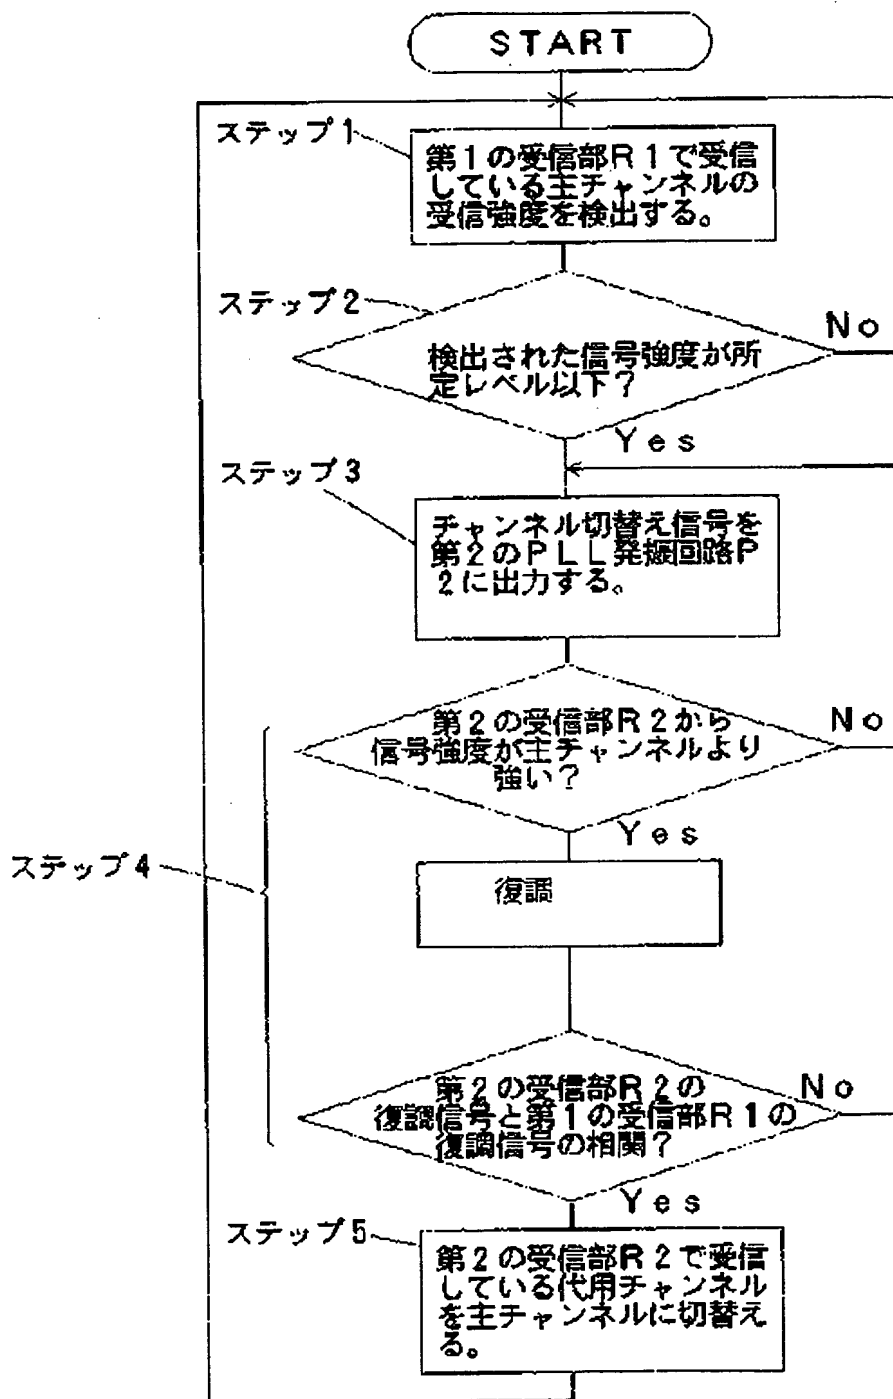 START
ステップ1
第1の受信部R1で受信
している主チャンネルの
受信強度を検出する。
ステップ2
No
検出された信号強度が所
定レベル以下？
Yes
ステップ3
チャンネル切替え信号を
第2のPLL発振回路P
2に出力する。
第2の受信部R2から
信号強度が主チャンネルより
強い？
No
Yes
ステップ4
復調
第2の受信部R2の
復調信号と第1の受信部R1の
復調信号の相関？
No
Yes
ステップ5
第2の受信部R2で受信
している代用チャンネル
を主チャンネルに切替え
る。